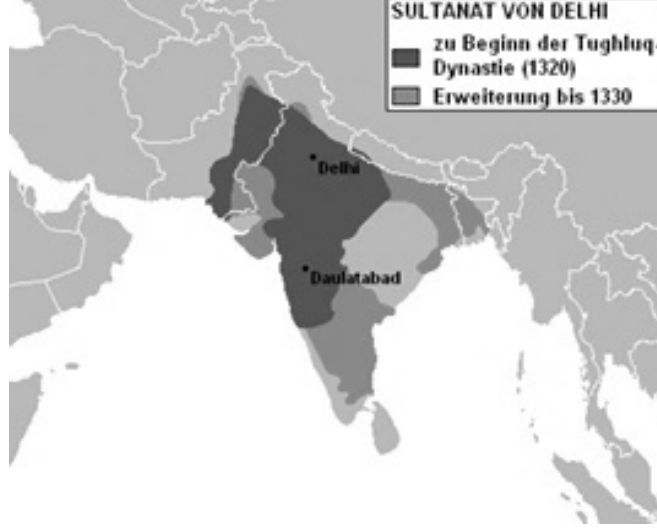 SULTANAT VON DELHI
zu Beginn der Tughluq-
Dynastie (1320)
Erweiterung bis 1330
Delhi
Daulatabad